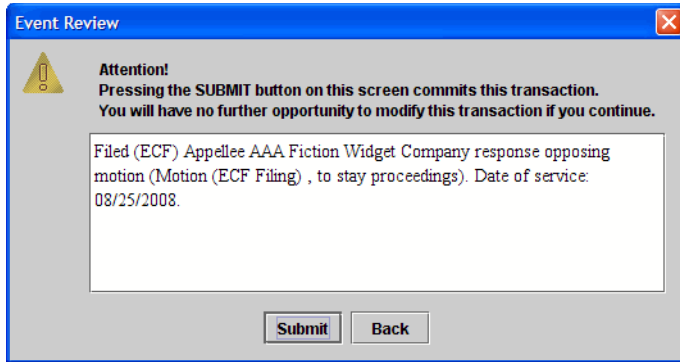 Event Review
Attention!
Pressing the SUBMIT button on this screen commits this transaction.
You will have no further opportunity to modify this transaction if you continue.
Filed (ECF) Appellee AAA Fiction Widget Company response opposing
motion (Motion (ECF Filing) , to stay proceedings). Date of service:
08/25/2008.
Submit
Back